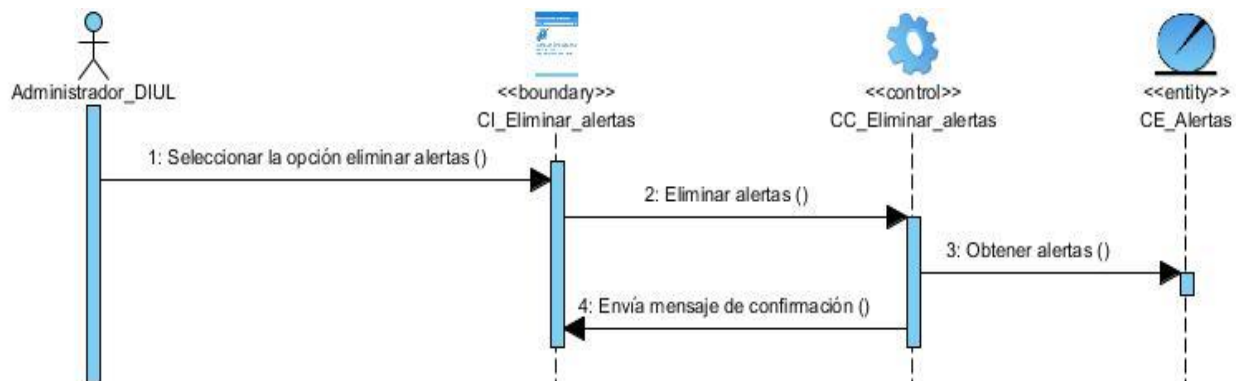 Administrador_DIUL
<<boundary>>
CI_Eliminar_alertas
<<control>>
CC_Eliminar_alertas
<<entity>>
CE_Alertas
1: Seleccionar la opción eliminar alertas ()
2: Eliminar alertas ()
3: Obtener alertas ()
4: Envía mensaje de confirmación ()